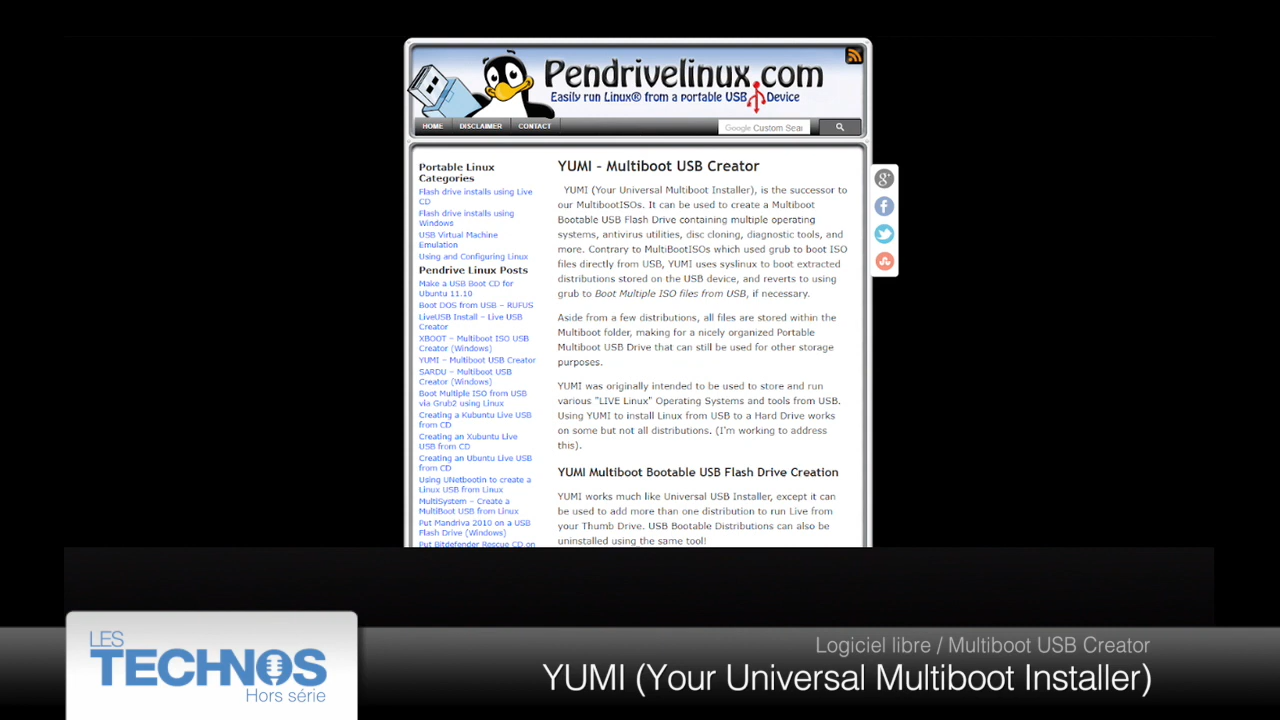 Pendrivelinux.com
Easily run Linux® from a portable USB Device
HOME DISCLAIMER CONTACT
Google Custom Sear
Portable Linux
Categories
Flash drive installs using Live
CD
Flash drive installs using
Windows
USB Virtual Machine
Emulation
Using and Configuring Linux
Pendrive Linux Posts
Make a USB Boot CD for
Ubuntu 11.10
Boot DOS from USB – RUFUS
LiveUSB Install – Live USB
Creator
XBOOT – Multiboot ISO USB
Creator (Windows)
YUMI – Multiboot USB Creator
SARDU – Multiboot USB
Creator (Windows)
Boot Multiple ISO from USB
via Grub2 using Linux
Creating a Kubuntu Live USB
from CD
Creating an Xubuntu Live
USB from CD
Creating an Ubuntu Live USB
from CD
Using UNetbootin to create a
Linux USB from Linux
MultiSystem – Create a
MultiBoot USB from Linux
Put Mandriva 2010 on a USB
Flash Drive (Windows)
Put Bitdefender Rescue CD on
YUMI – Multiboot USB Creator
YUMI (Your Universal Multiboot Installer), is the successor to
our MultibootISOs. It can be used to create a Multiboot
Bootable USB Flash Drive containing multiple operating
systems, antivirus utilities, disc cloning, diagnostic tools, and
more. Contrary to MultiBootISOs which used grub to boot ISO
files directly from USB, YUMI uses syslinux to boot extracted
distributions stored on the USB device, and reverts to using
grub to Boot Multiple ISO files from USB, if necessary.
Aside from a few distributions, all files are stored within the
Multiboot folder, making for a nicely organized Portable
Multiboot USB Drive that can still be used for other storage
purposes.
YUMI was originally intended to be used to store and run
various "LIVE Linux" Operating Systems and tools from USB.
Using YUMI to install Linux from USB to a Hard Drive works
on some but not all distributions. (I'm working to address
this).
YUMI Multiboot Bootable USB Flash Drive Creation
YUMI works much like Universal USB Installer, except it can
be used to add more than one distribution to run Live from
your Thumb Drive. USB Bootable Distributions can also be
uninstalled using the same tool!
g+
LES
TECHNOS
Hors série
Logiciel libre / Multiboot USB Creator
YUMI (Your Universal Multiboot Installer)